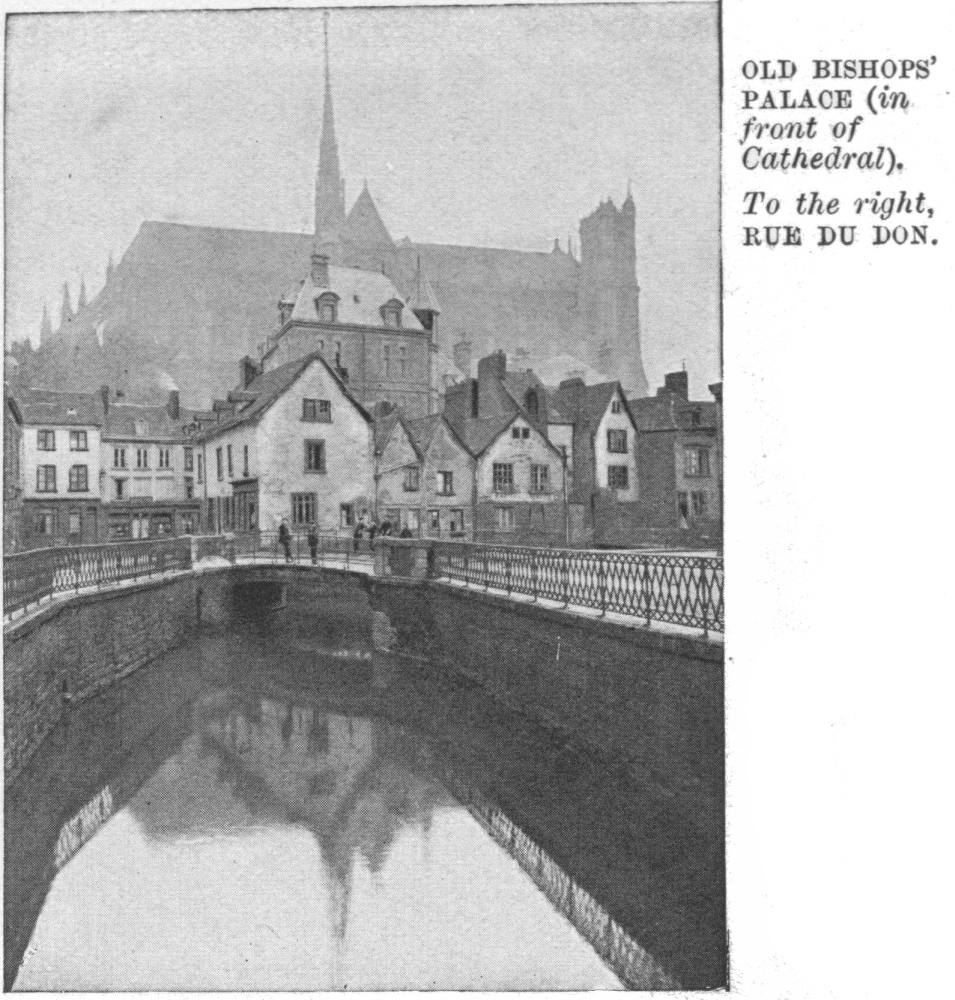 OLD BISHOPS'
PALACE (in
front of
Cathedral).
To the right,
RUE DU DON.